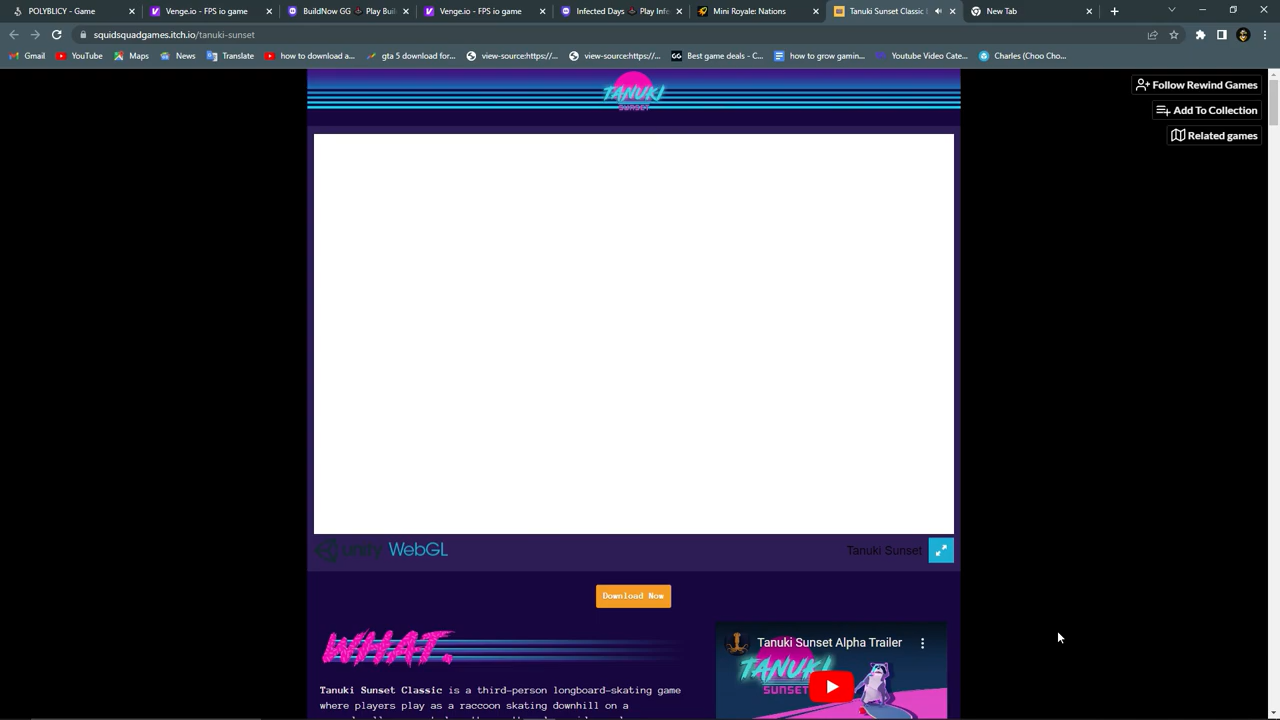 POLYBLICY - Game
BuildNow GG
Play Buil
Venge.io - FPS io game
Venge.io - FPS io game
Infected Days
Play Infe
Mini Royale: Nations
Tanuki Sunset Classic
New Tab
squidsquadgames.itch.io/tanuki-sunset
Gmail
YouTube
Maps
News
Translate
how to download a...
gta 5 download for...
view-source:https://...
view-source:https://...
Best game deals - C...
how to grow gamin...
Youtube Video Cate...
Charles (Choo Cho...
TANUKI
SUNSET
Follow Rewind Games
Add To Collection
Related games
unity WebGL
Tanuki Sunset
Download Now
WHAT.
Tanuki Sunset Alpha Trailer
TANUKI
SUNSET
Tanuki Sunset Classic is a third-person longboard-skating game
where players play as a raccoon skating downhill on a